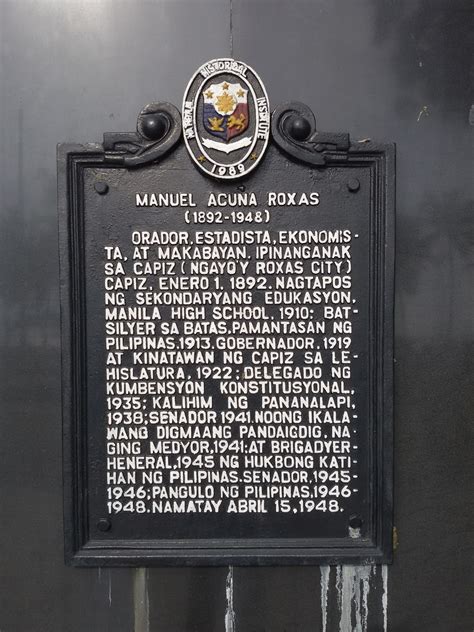 NATIONAL HISTORICAL INSTITUTE
1989
MANUEL ACUNA ROXAS
(1892-1948)
ORADOR, ESTADISTA, EKONOMIS-
TA, AT MAKABAYAN. IPINANGANAK
SA CAPIZ (NGAYO'Y ROXAS CITY)
CAPIZ, ENERO 1, 1892. NAGTAPOS
NG SEKONDARYANG EDUKASYON,
MANILA HIGH SCHOOL, 1910; BAT-
SILYER SA BATAS, PAMANTASAN NG
PILIPINAS, 1913. GOBERNADOR, 1919
AT KINATAWAN NG CAPIZ SA LE-
HISLATURA, 1922; DELEGADO NG
KUMBENSYON KONSTITUSYONAL,
1935; KALIHIM NG PANANALAPI,
1938; SENADOR 1941. NOONG IKALA-
WANG DIGMAANG PANDAIGDIG, NA-
GING MEDYOR, 1941; AT BRIGADYER-
HENERAL, 1945 NG HUKBONG KATI-
HAN NG PILIPINAS. SENADOR, 1945-
1946; PANGULO NG PILIPINAS, 1946-
1948. NAMATAY ABRIL 15, 1948.